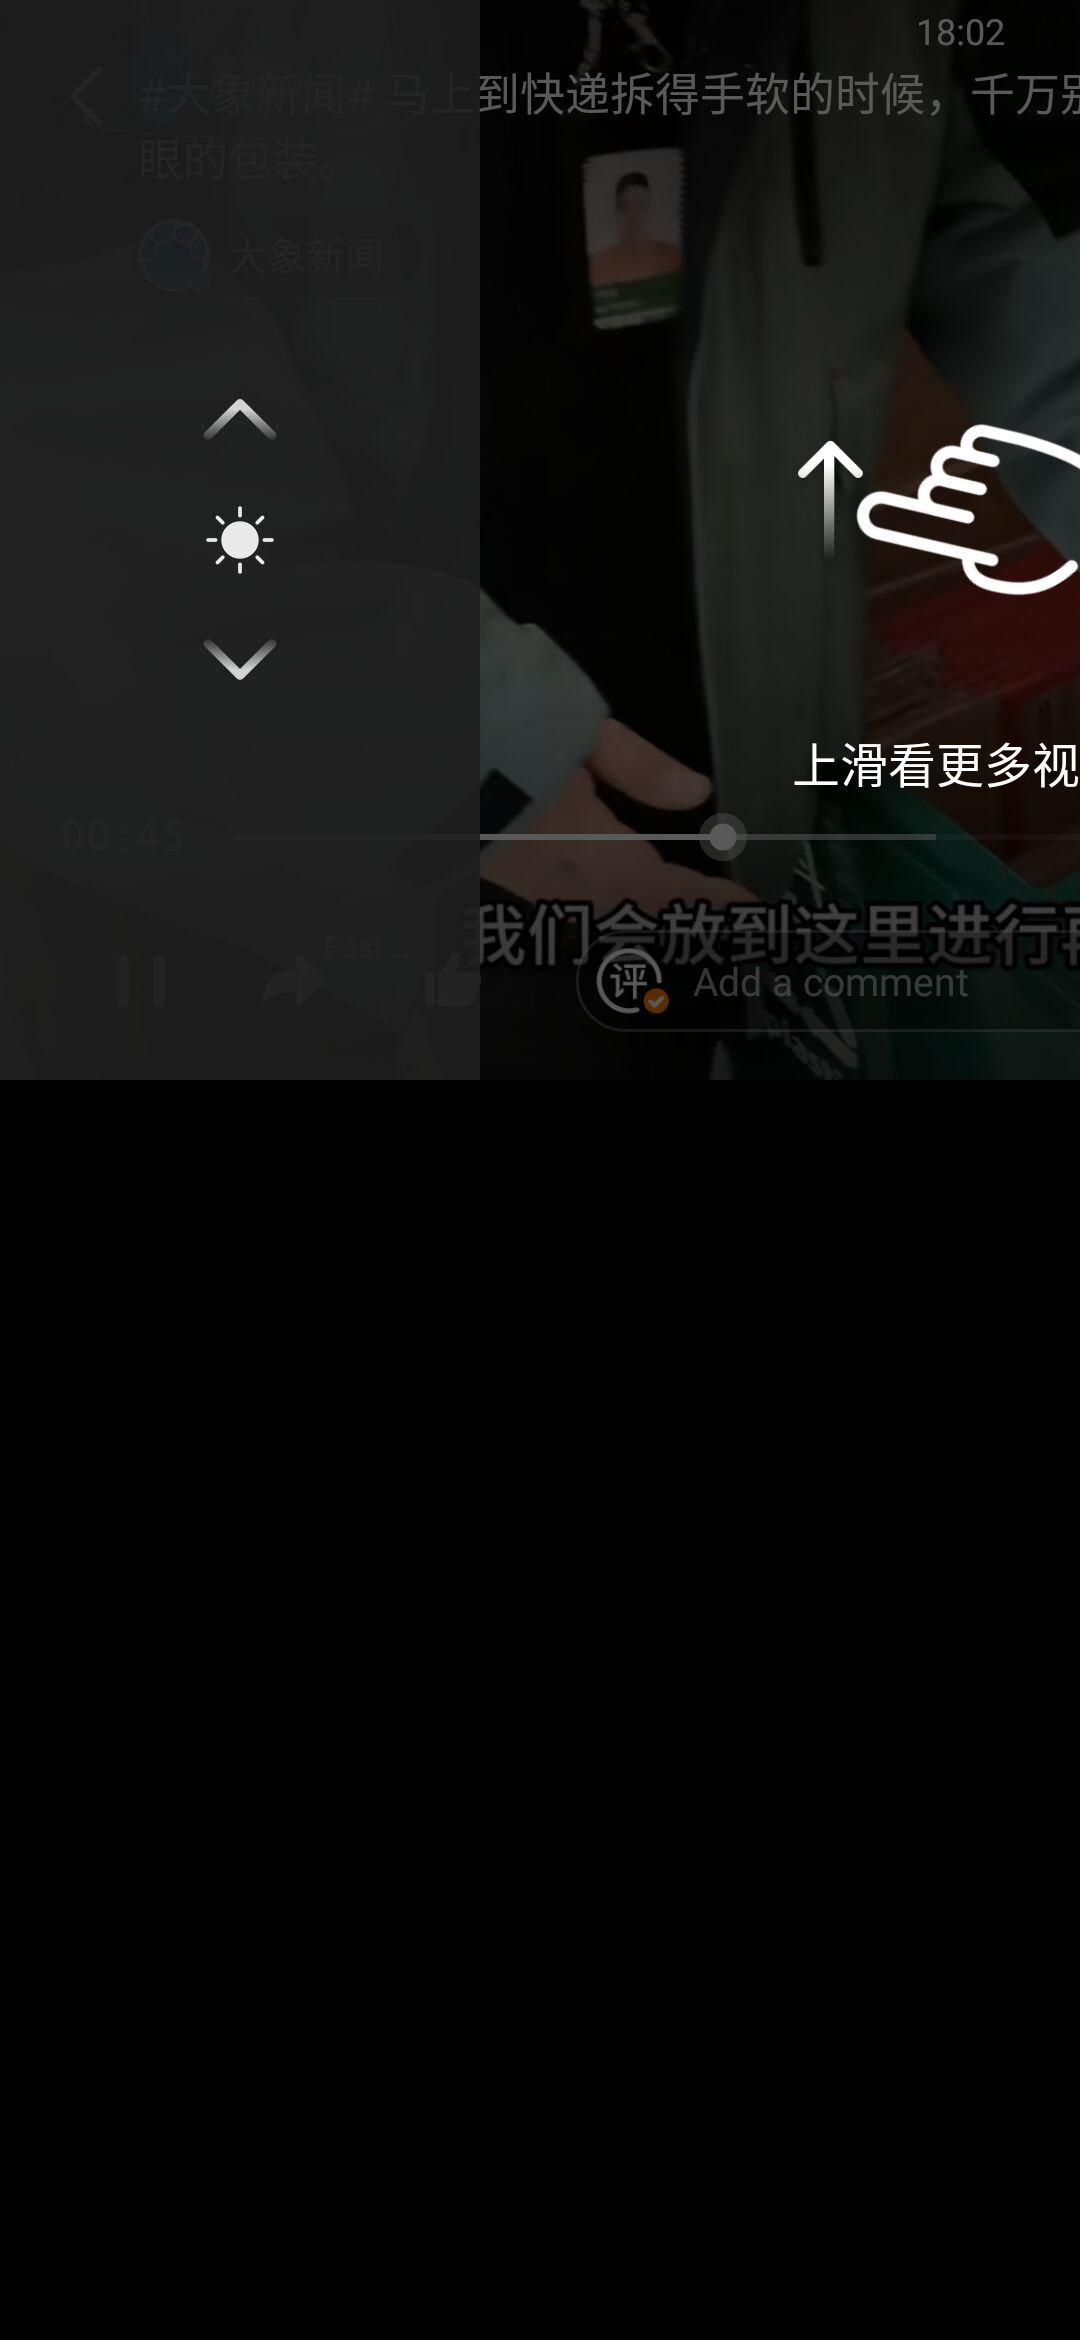 18:02
#大象新闻# 马上到快递拆得手软的时候，千万别
眼的包装。
大象新闻
上滑看更多视
00:45
我们会放到这里进行再
Fast ...
评 Add a comment